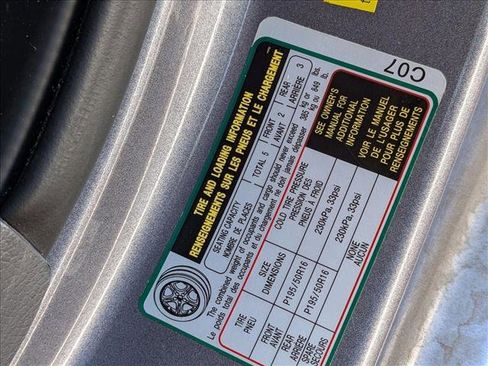 C07
TIRE AND LOADING INFORMATION
RENSEIGNEMENTS SUR LES PNEUS ET LE CHARGEMENT
SEATING CAPACITY
NOMBRE DE PLACES
TOTAL 5
FRONT
AVANT 2
REAR
ARRIÈRE 3
The combined weight of occupants and cargo should never exceed 385 kg or 849 lbs.
Le poids total des occupants et du chargement ne doit jamais dépasser 385 kg ou 849 lb.
TIRE
PNEU
SIZE
DIMENSIONS
COLD TIRE PRESSURE
PRESSION DES
PNEUS A FROID
FRONT
AVANT
P195/50R16
230kPa, 33psi
REAR
ARRIÈRE
P195/50R16
230kPa, 33psi
SPARE
SECOURS
NONE
AUCUN
SEE OWNER'S
MANUAL FOR
ADDITIONAL
INFORMATION
VOIR LE MANUEL
DE L'USAGER
POUR PLUS DE
RENSEIGNEMENTS